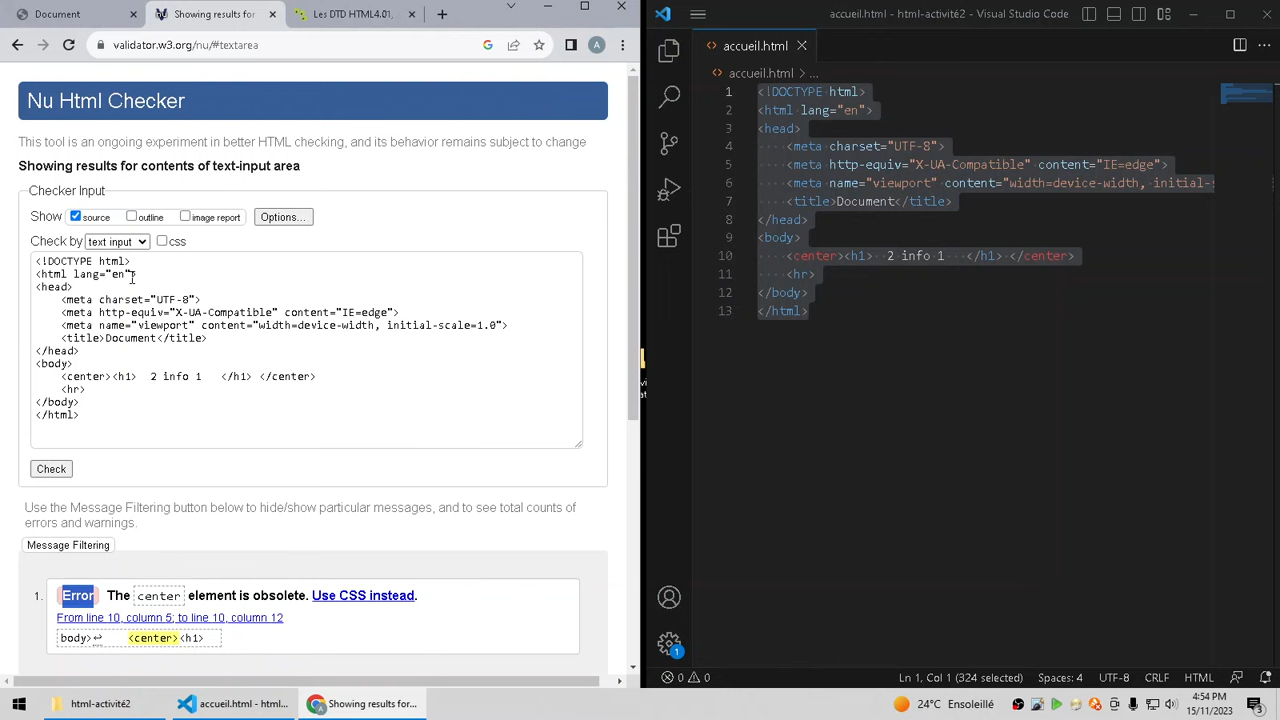 Document
Showing results for
Les DTD HTML4.01,
validator.w3.org/nu/#textarea
A
Nu Html Checker
This tool is an ongoing experiment in better HTML checking, and its behavior remains subject to change
Showing results for contents of text-input area
Checker Input
Show source outline image report Options...
Check by text input css
<!DOCTYPE html>
<html lang="en">
<head>
<meta charset="UTF-8">
<meta http-equiv="X-UA-Compatible" content="IE=edge">
<meta name="viewport" content="width=device-width, initial-scale=1.0">
<title>Document</title>
</head>
<body>
<center><h1> 2 info 1 </h1> </center>
<hr>
</body>
</html>
Check
Use the Message Filtering button below to hide/show particular messages, and to see total counts of
errors and warnings.
Message Filtering
1. Error The center element is obsolete. Use CSS instead.
From line 10, column 5; to line 10, column 12
body>↩ <center><h1>
accueil.html - html-activité2 - Visual Studio Code
accueil.html
accueil.html > ...
1 <!DOCTYPE html>
2 <html lang="en">
3 <head>
4 <meta charset="UTF-8">
5 <meta http-equiv="X-UA-Compatible" content="IE=edge">
6 <meta name="viewport" content="width=device-width, initial-s
7 <title>Document</title>
8 </head>
9 <body>
10 <center><h1> 2 info 1 </h1> </center>
11 <hr>
12 </body>
13 </html>
1
0 0 Ln 1, Col 1 (324 selected) Spaces: 4 UTF-8 CRLF HTML
html-activité2
accueil.html - html...
Showing results for...
24°C Ensoleillé
4:54 PM
15/11/2023
3